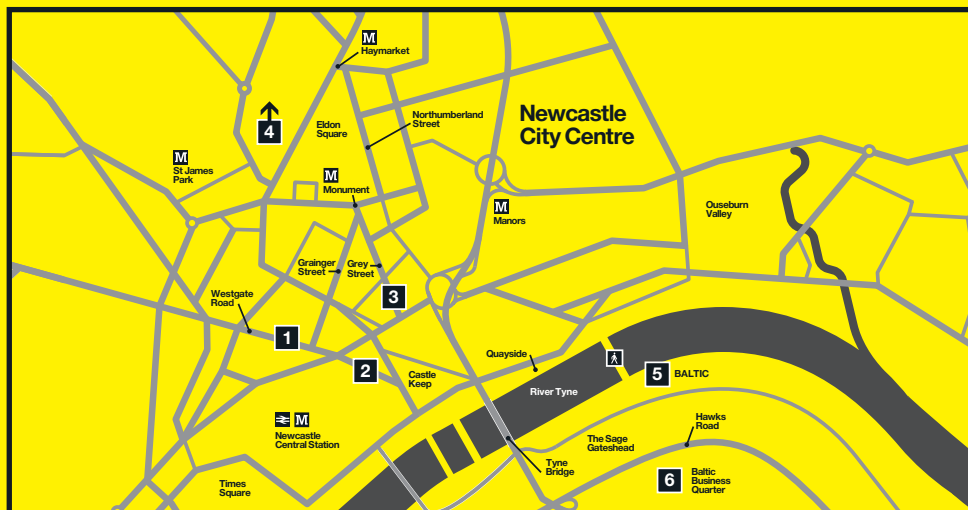 M
Haymarket
Newcastle
City Centre
Northumberland
Street
Eldon
Square
4
M
St James
Park
M
Monument
M
Manors
Ouseburn
Valley
Grainger
Street
Grey
Street
3
Westgate
Road
1
2
Castle
Keep
Quayside
River Tyne
5
BALTIC
M
Newcastle
Central Station
Times
Square
Tyne
Bridge
The Sage
Gateshead
Hawks
Road
6
Baltic
Business
Quarter